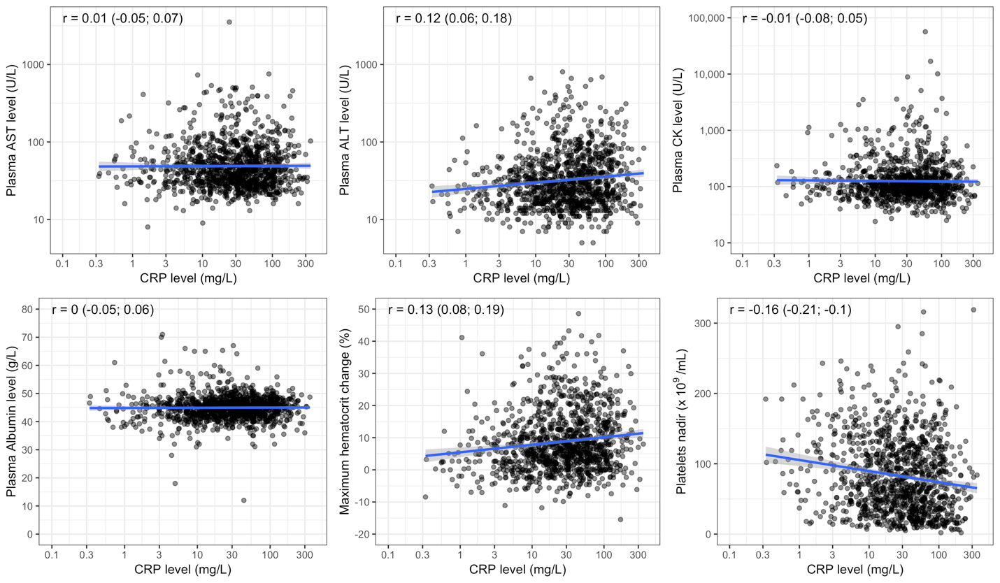 r = 0.01 (-0.05; 0.07)
Plasma AST level (U/L)
1000
100
10
0.1 0.3 1 3 10 30 100 300
CRP level (mg/L)
r = 0.12 (0.06; 0.18)
Plasma ALT level (U/L)
1000
100
10
0.1 0.3 1 3 10 30 100 300
CRP level (mg/L)
r = -0.01 (-0.08; 0.05)
Plasma CK level (U/L)
100,000
10,000
1,000
100
10
0.1 0.3 1 3 10 30 100 300
CRP level (mg/L)
r = 0 (-0.05; 0.06)
Plasma Albumin level (g/L)
80
70
60
50
40
30
20
10
0
0.1 0.3 1 3 10 30 100 300
CRP level (mg/L)
r = 0.13 (0.08; 0.19)
Maximum hematocrit change (%)
50
40
30
20
10
0
-10
-20
0.1 0.3 1 3 10 30 100 300
CRP level (mg/L)
r = -0.16 (-0.21; -0.1)
Platelets nadir (x 10⁹ /mL)
300
200
100
0
0.1 0.3 1 3 10 30 100 300
CRP level (mg/L)